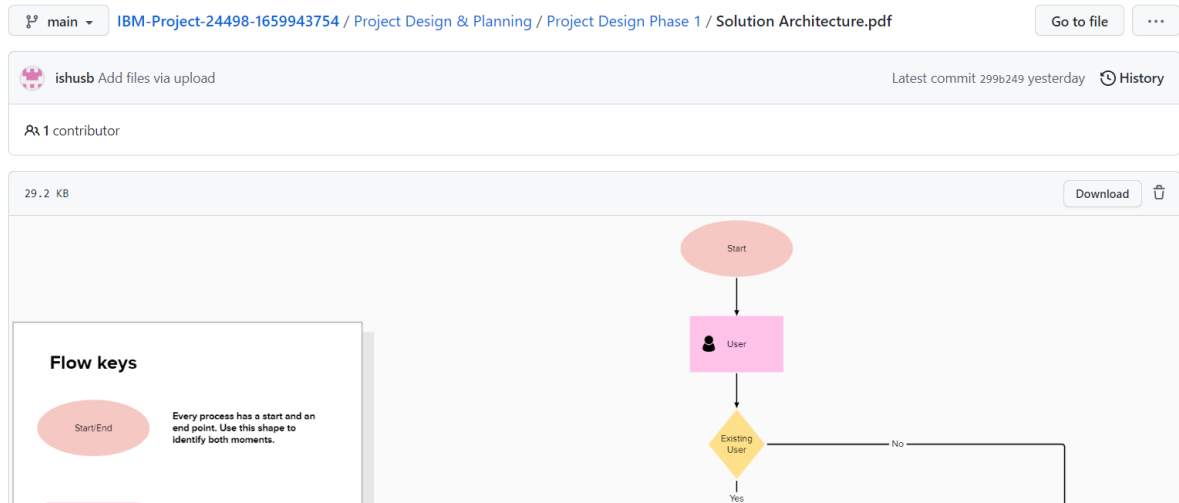 main
IBM-Project-24498-1659943754 / Project Design & Planning / Project Design Phase 1 / Solution Architecture.pdf
Go to file
...
ishusb Add files via upload
Latest commit 299b249 yesterday
History
1 contributor
29.2 KB
Download
Start
User
Flow keys
Start/End
Every process has a start and an
end point. Use this shape to
identify both moments.
Existing
User
No
Yes